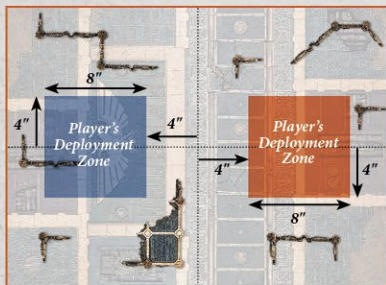 8"
4"
Player's
Deployment
Zone
4"
Player's
Deployment
Zone
4"
4"
8"